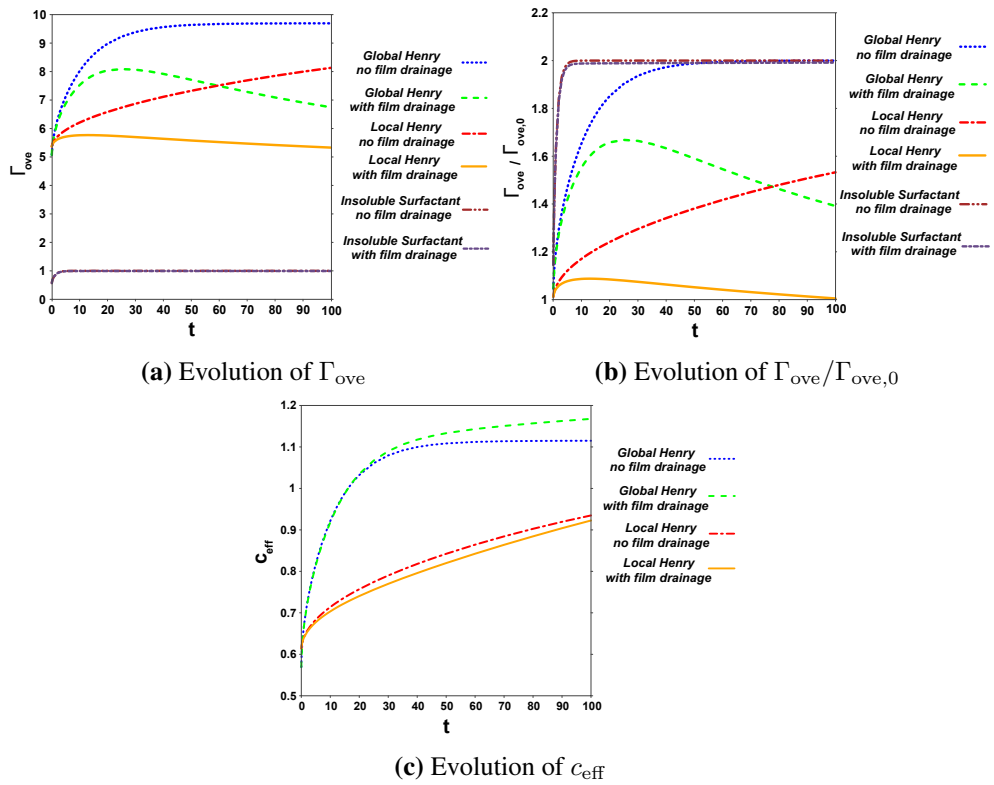 10
9
8
7
6
5
4
3
2
1
0
Γove
0 10 20 30 40 50 60 70 80 90 100
t
Global Henry
no film drainage
Global Henry
with film drainage
Local Henry
no film drainage
Local Henry
with film drainage
Insoluble Surfactant
no film drainage
Insoluble Surfactant
with film drainage
(a) Evolution of Γove
2.2
2
1.8
1.6
1.4
1.2
1
Γove / Γove,0
0 10 20 30 40 50 60 70 80 90 100
t
Global Henry
no film drainage
Global Henry
with film drainage
Local Henry
no film drainage
Local Henry
with film drainage
Insoluble Surfactant
no film drainage
Insoluble Surfactant
with film drainage
(b) Evolution of Γove/Γove,0
1.2
1.1
1
0.9
0.8
0.7
0.6
0.5
ceff
0 10 20 30 40 50 60 70 80 90 100
t
Global Henry
no film drainage
Global Henry
with film drainage
Local Henry
no film drainage
Local Henry
with film drainage
(c) Evolution of ceff